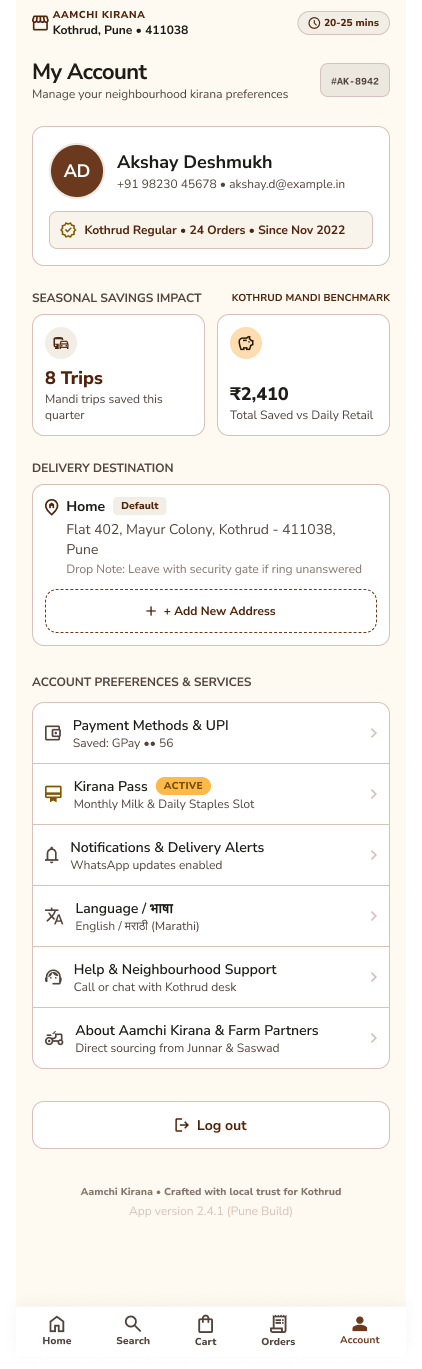 AAMCHI KIRANA
Kothrud, Pune • 411038
20-25 mins
My Account
Manage your neighbourhood kirana preferences
#AK-8942
AD
Akshay Deshmukh
+91 98230 45678 • akshay.d@example.in
Kothrud Regular • 24 Orders • Since Nov 2022
SEASONAL SAVINGS IMPACT
KOTHRUD MANDI BENCHMARK
8 Trips
Mandi trips saved this
quarter
₹2,410
Total Saved vs Daily Retail
DELIVERY DESTINATION
Home
Default
Flat 402, Mayur Colony, Kothrud - 411038,
Pune
Drop Note: Leave with security gate if ring unanswered
+ Add New Address
ACCOUNT PREFERENCES & SERVICES
Payment Methods & UPI
Saved: GPay •• 56
Kirana Pass
ACTIVE
Monthly Milk & Daily Staples Slot
Notifications & Delivery Alerts
WhatsApp updates enabled
Language / भाषा
English / मराठी (Marathi)
Help & Neighbourhood Support
Call or chat with Kothrud desk
About Aamchi Kirana & Farm Partners
Direct sourcing from Junnar & Saswad
Log out
Aamchi Kirana • Crafted with local trust for Kothrud
App version 2.4.1 (Pune Build)
Home
Search
Cart
Orders
Account